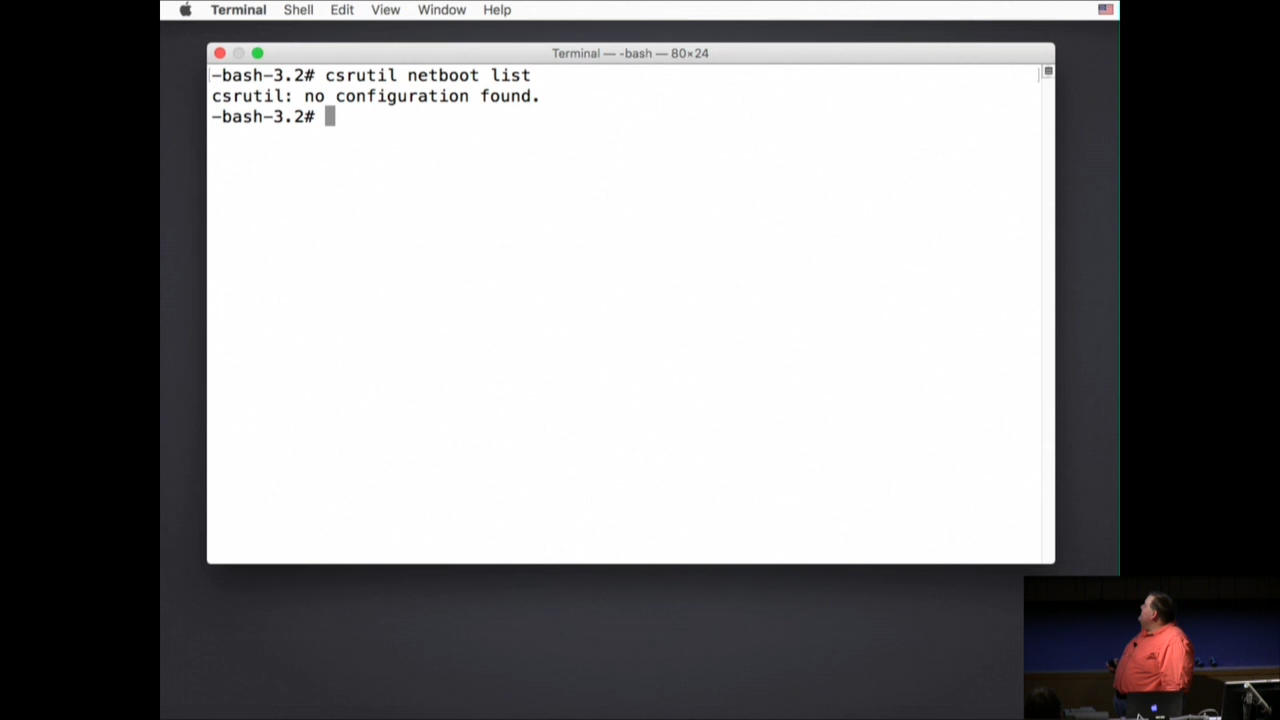 Terminal Shell Edit View Window Help
Terminal — -bash — 80×24
-bash-3.2# csrutil netboot list
csrutil: no configuration found.
-bash-3.2#